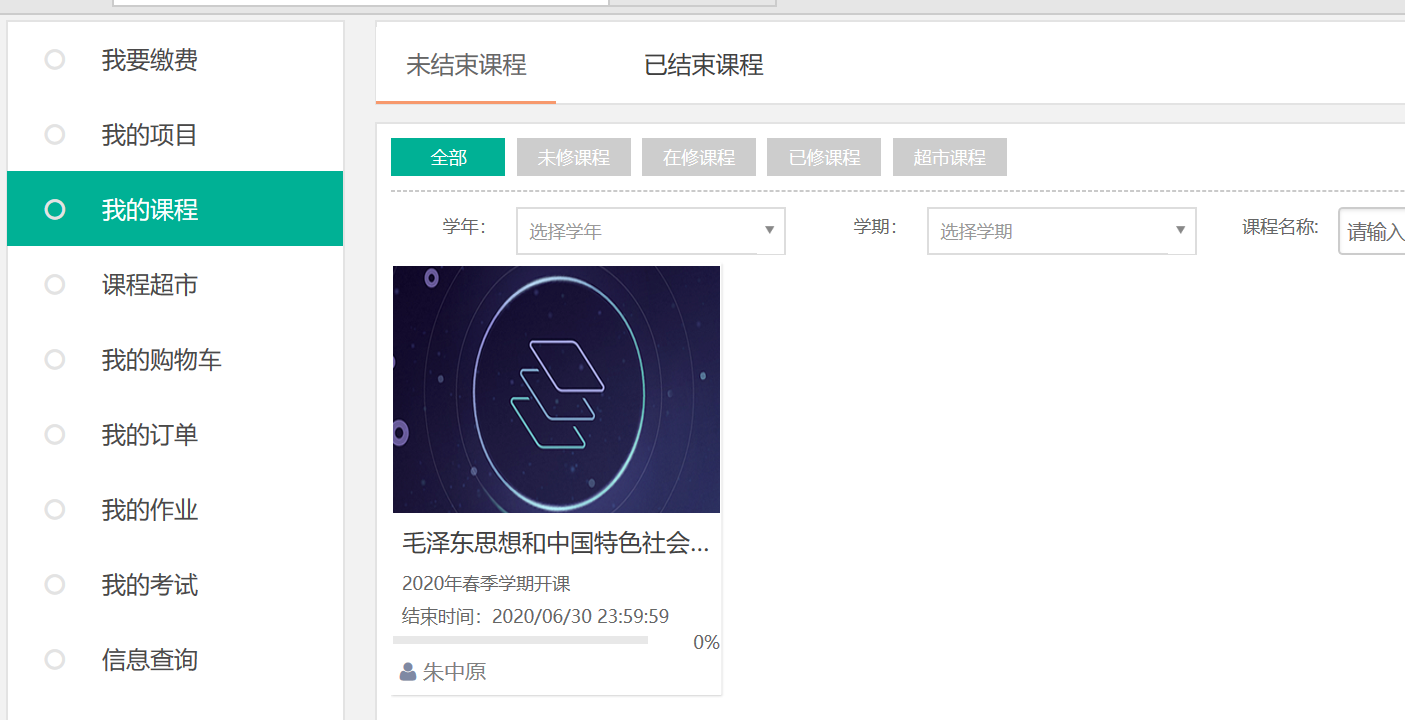 我要缴费
我的项目
我的课程
课程超市
我的购物车
我的订单
我的作业
我的考试
信息查询
未结束课程 已结束课程
全部 未修课程 在修课程 已修课程 超市课程
学年： 选择学年 学期： 选择学期 课程名称: 请输入
毛泽东思想和中国特色社会...
2020年春季学期开课
结束时间：2020/06/30 23:59:59
0%
朱中原